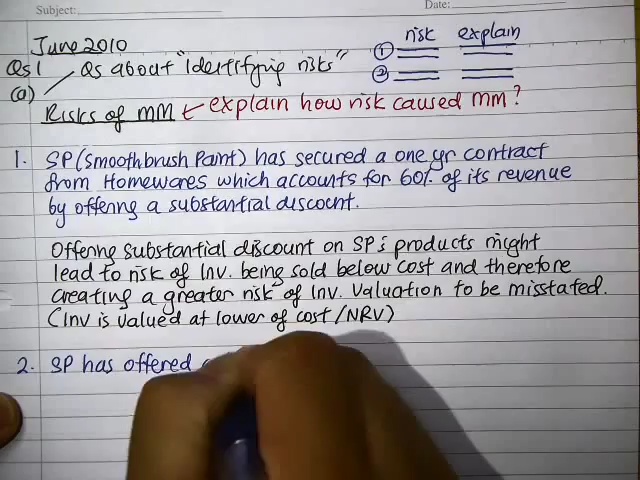 Subject:
Date:
June 2010
risk explain
Qs1
Qs about "identifying risks"
①
②
(a)
Risks of MM
explain how risk caused MM?
1. SP (Smoothbrush Paint) has secured a one yr contract
from Homewares which accounts for 60% of its revenue
by offering a substantial discount.
Offering substantial discount on SP's products might
lead to risk of Inv. being sold below cost and therefore
creating a greater risk of Inv. Valuation to be misstated.
(Inv is valued at lower of cost/NRV)
2. SP has offered